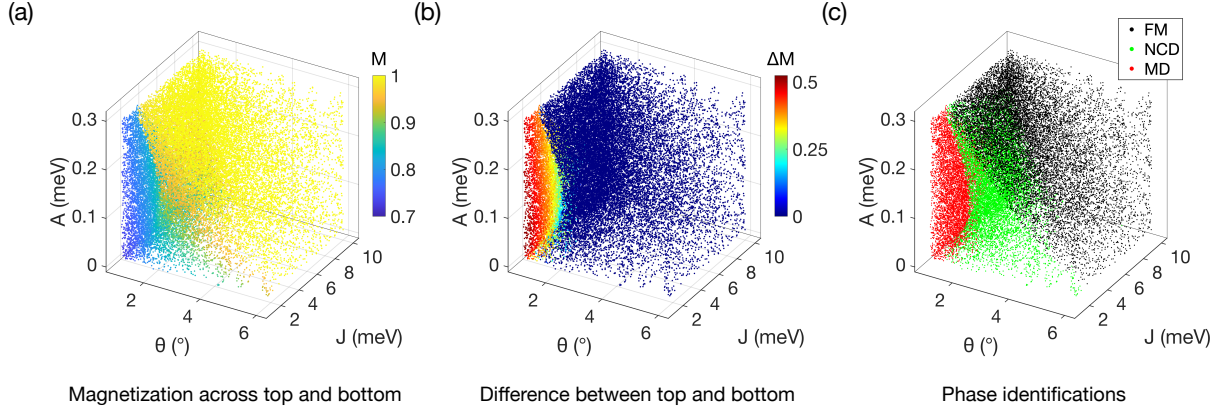 (a)
(b)
(c)
M
1
0.9
0.8
0.7
ΔM
0.5
0.25
0
FM
NCD
MD
0.3
0.2
0.1
0
A (meV)
2
4
6
θ (°)
2
4
6
8
10
J (meV)
0.3
0.2
0.1
0
A (meV)
2
4
6
θ (°)
2
4
6
8
10
J (meV)
0.3
0.2
0.1
0
A (meV)
2
4
6
θ (°)
2
4
6
8
10
J (meV)
Magnetization across top and bottom
Difference between top and bottom
Phase identifications